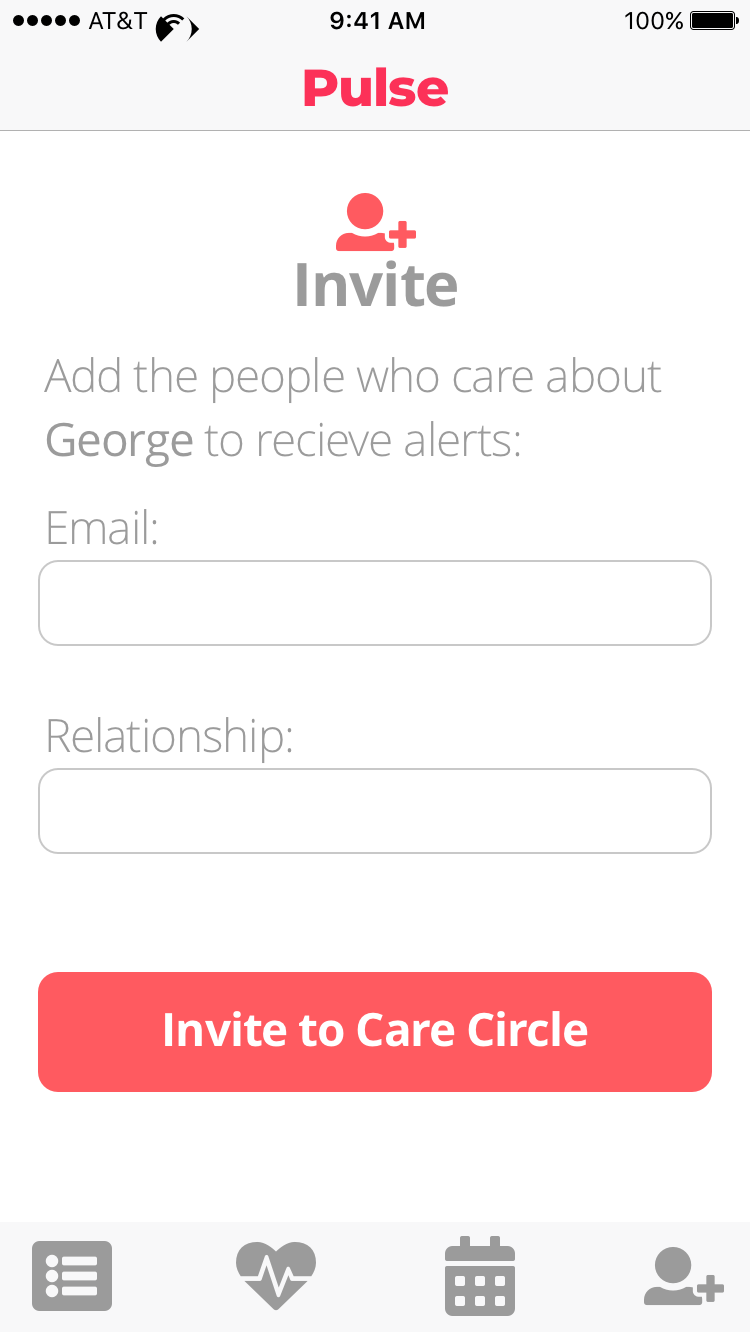 AT&T 9:41 AM 100%
Pulse
Invite
Add the people who care about
George to recieve alerts:
Email:
Relationship:
Invite to Care Circle